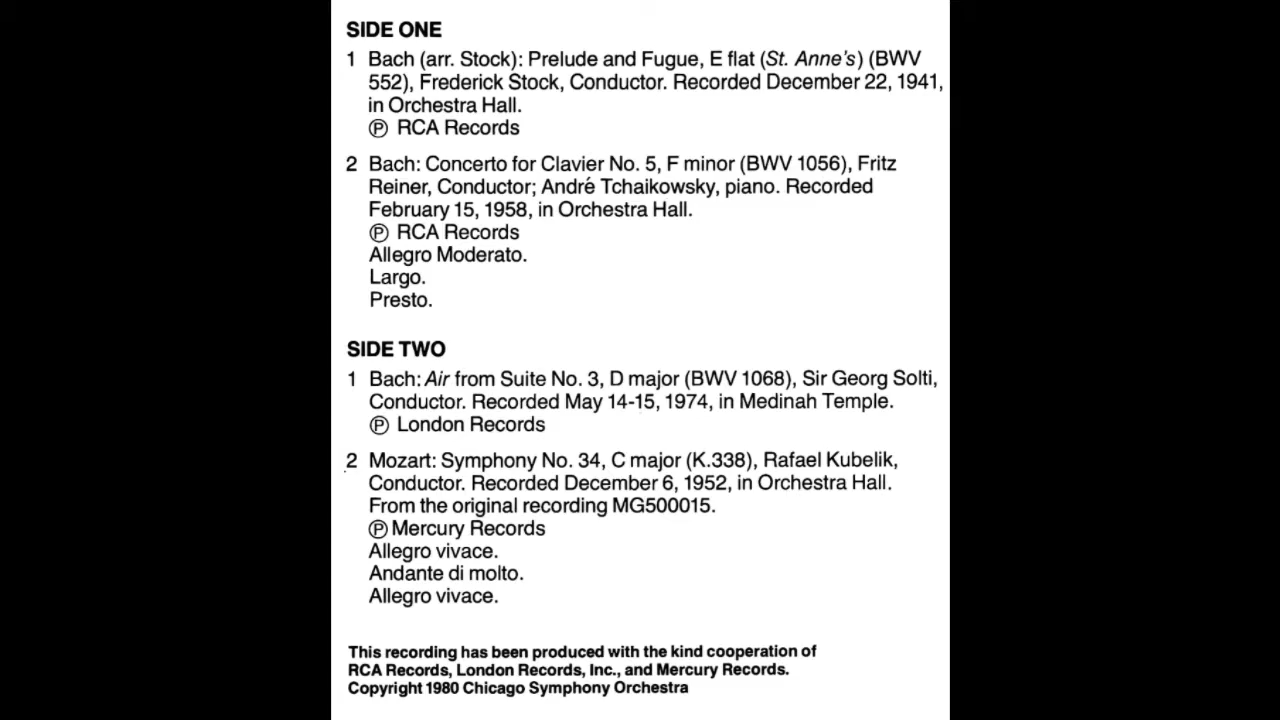 SIDE ONE
1 Bach (arr. Stock): Prelude and Fugue, E flat (St. Anne's) (BWV
552), Frederick Stock, Conductor. Recorded December 22, 1941,
in Orchestra Hall.
Ⓟ RCA Records
2 Bach: Concerto for Clavier No. 5, F minor (BWV 1056), Fritz
Reiner, Conductor; André Tchaikowsky, piano. Recorded
February 15, 1958, in Orchestra Hall.
Ⓟ RCA Records
Allegro Moderato.
Largo.
Presto.
SIDE TWO
1 Bach: Air from Suite No. 3, D major (BWV 1068), Sir Georg Solti,
Conductor. Recorded May 14-15, 1974, in Medinah Temple.
Ⓟ London Records
2 Mozart: Symphony No. 34, C major (K.338), Rafael Kubelik,
Conductor. Recorded December 6, 1952, in Orchestra Hall.
From the original recording MG500015.
Ⓟ Mercury Records
Allegro vivace.
Andante di molto.
Allegro vivace.
This recording has been produced with the kind cooperation of
RCA Records, London Records, Inc., and Mercury Records.
Copyright 1980 Chicago Symphony Orchestra